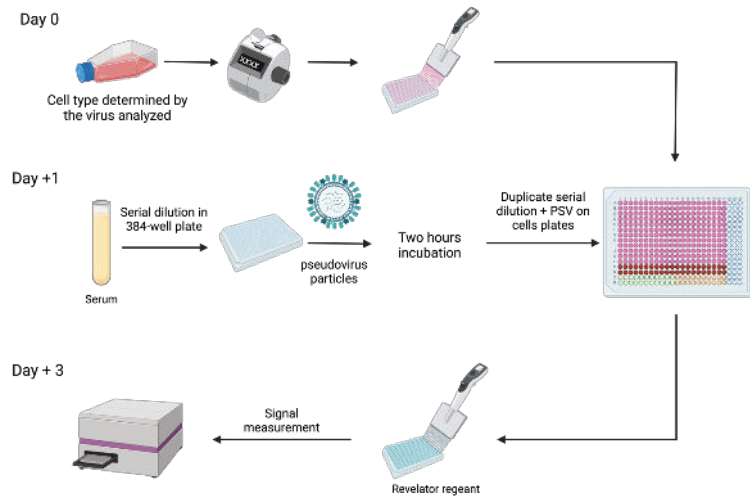 Day 0
XXXX
Cell type determined by
the virus analyzed
Day +1
Serial dilution in
384-well plate
Serum
pseudovirus
particles
Two hours
incubation
Duplicate serial
dilution + PSV on
cells plates
Day + 3
Signal
measurement
Revelator regeant